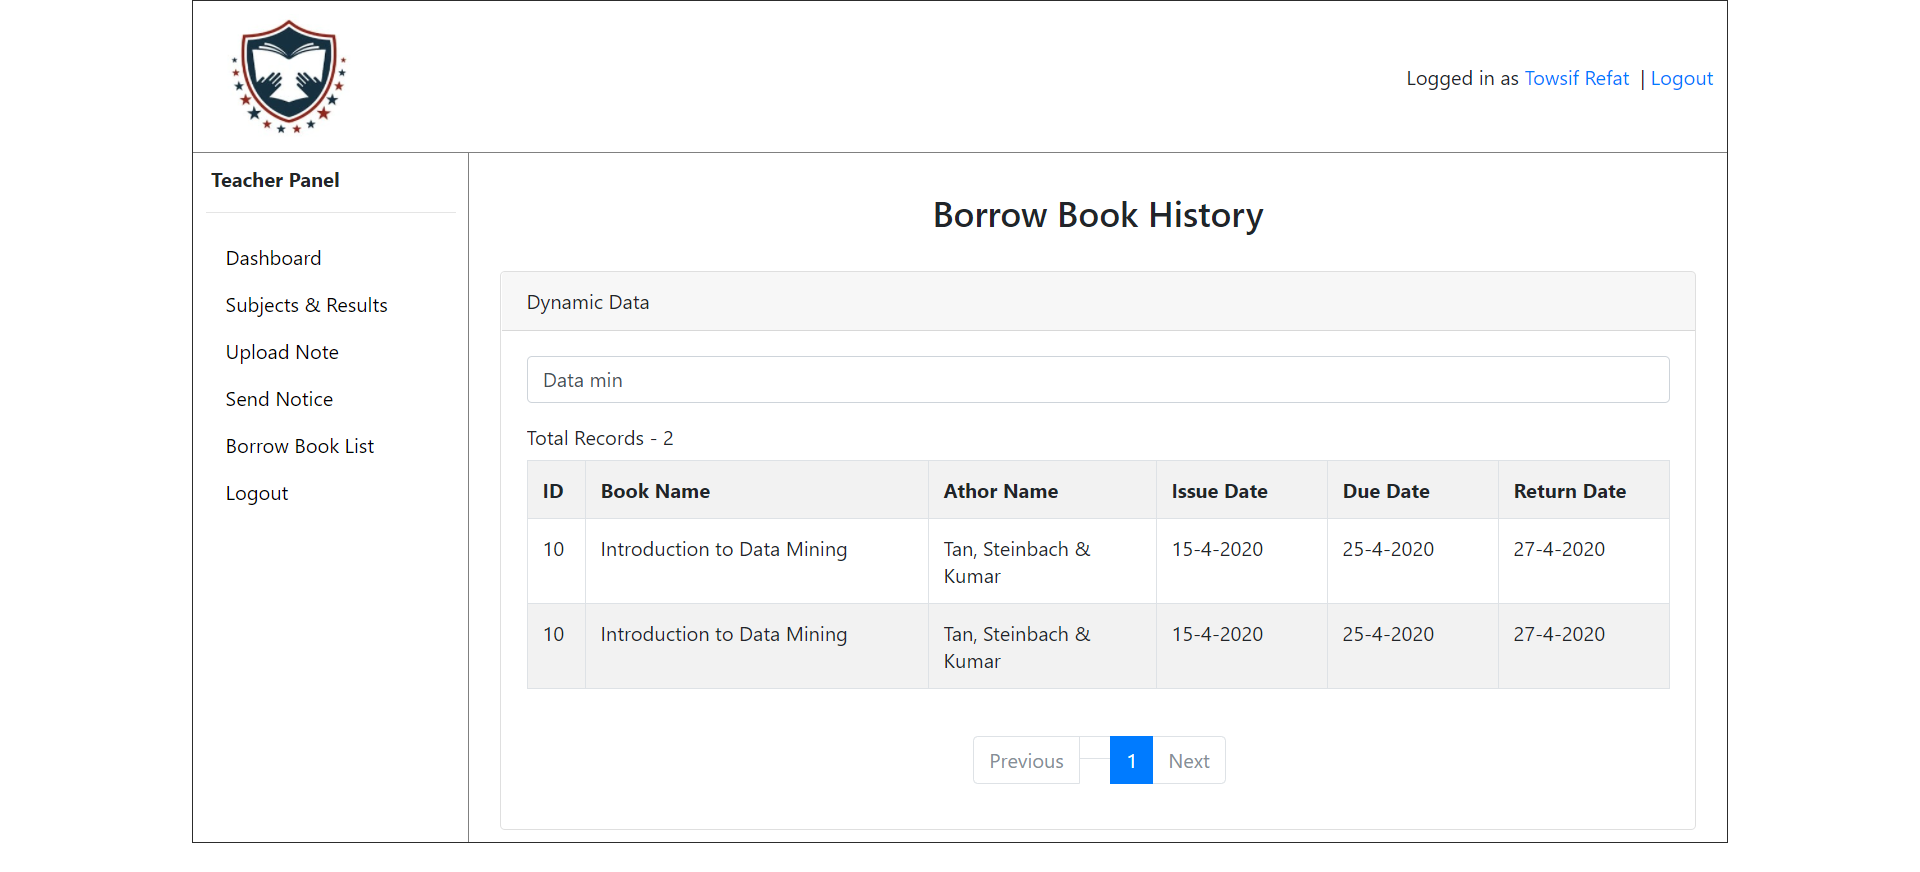 Logged in as Towsif Refat | Logout
Teacher Panel
Dashboard
Subjects & Results
Upload Note
Send Notice
Borrow Book List
Logout
Borrow Book History
Dynamic Data
Data min
Total Records - 2
ID Book Name Athor Name Issue Date Due Date Return Date
10 Introduction to Data Mining Tan, Steinbach & 15-4-2020 25-4-2020 27-4-2020
Kumar
10 Introduction to Data Mining Tan, Steinbach & 15-4-2020 25-4-2020 27-4-2020
Kumar
Previous 1 Next